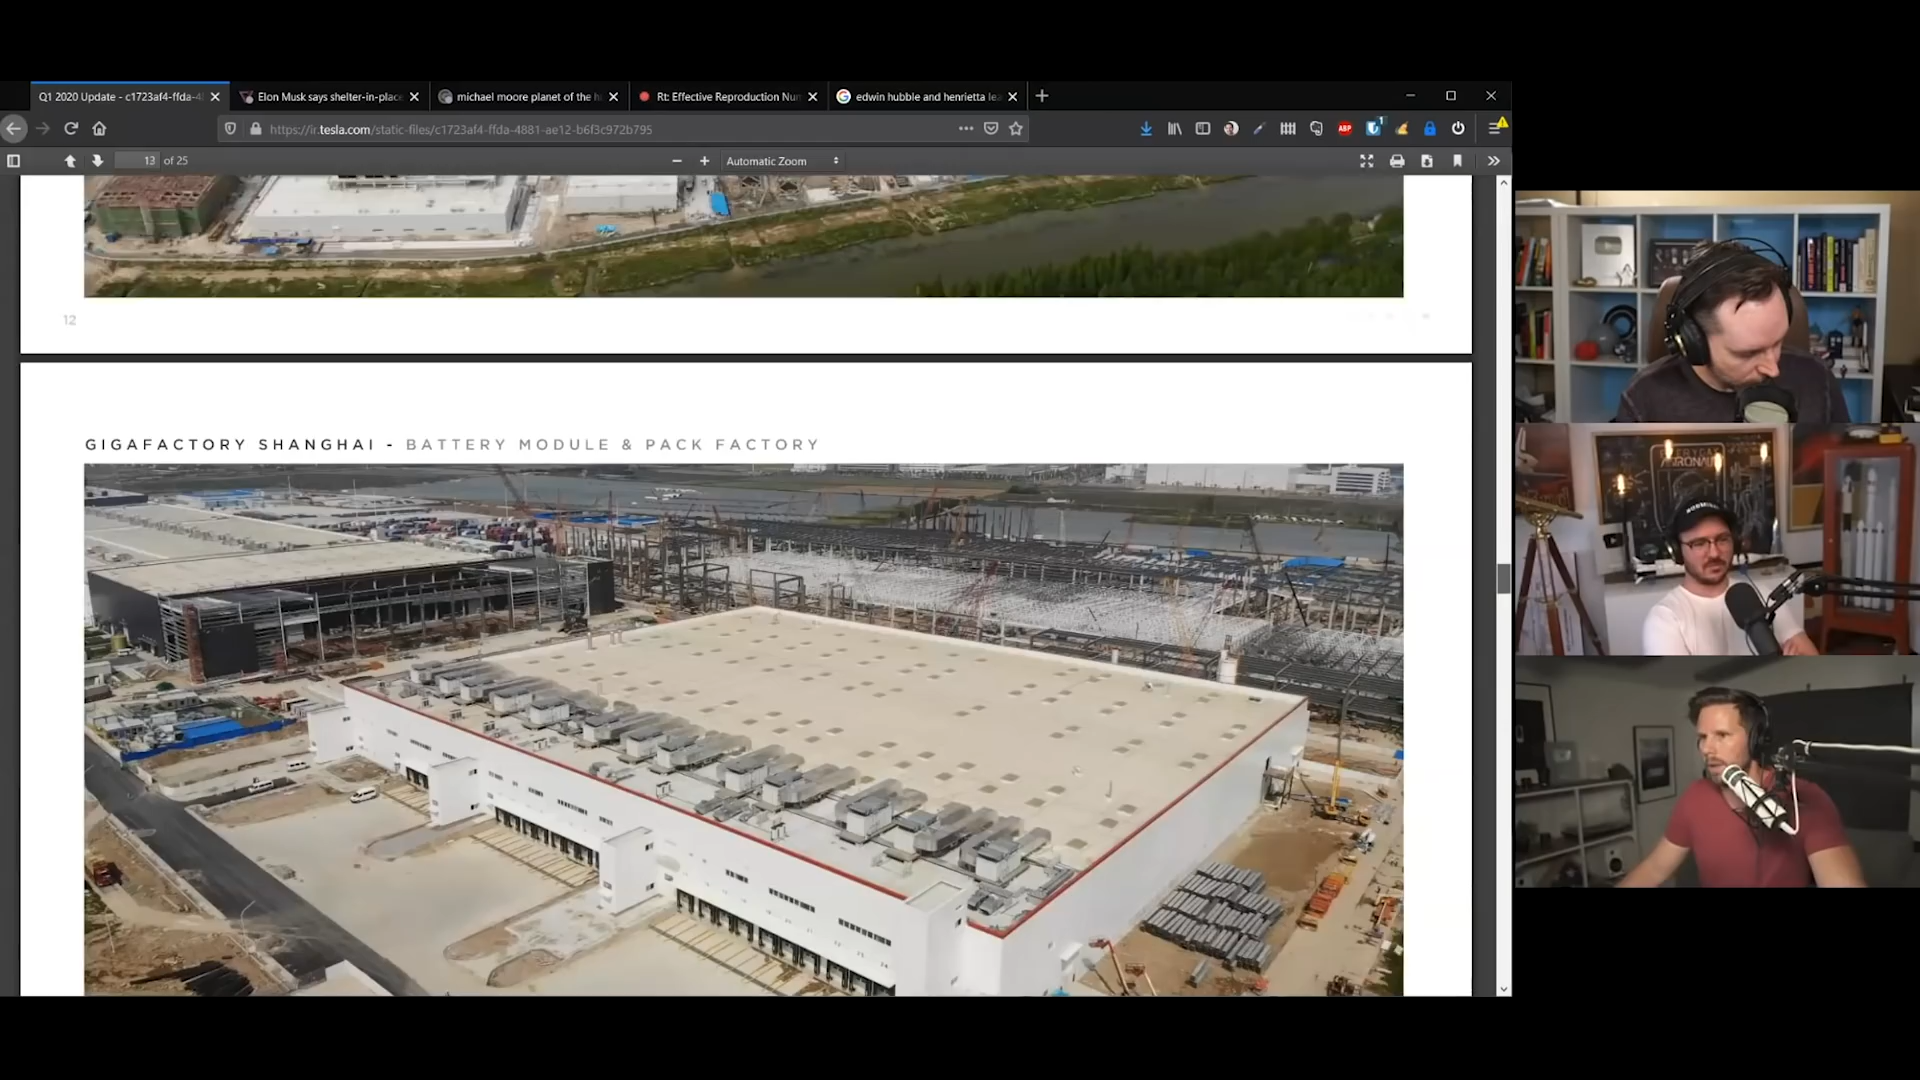 Q1 2020 Update - c1723af4-ffda-4
Elon Musk says shelter-in-place
michael moore planet of the h
Rt: Effective Reproduction Nu
edwin hubble and henrietta le
https://ir.tesla.com/static-files/c1723af4-ffda-4881-ae12-b6f3c972b795
ABP
1
13 of 25
Automatic Zoom
12
GIGAFACTORY SHANGHAI - BATTERY MODULE & PACK FACTORY